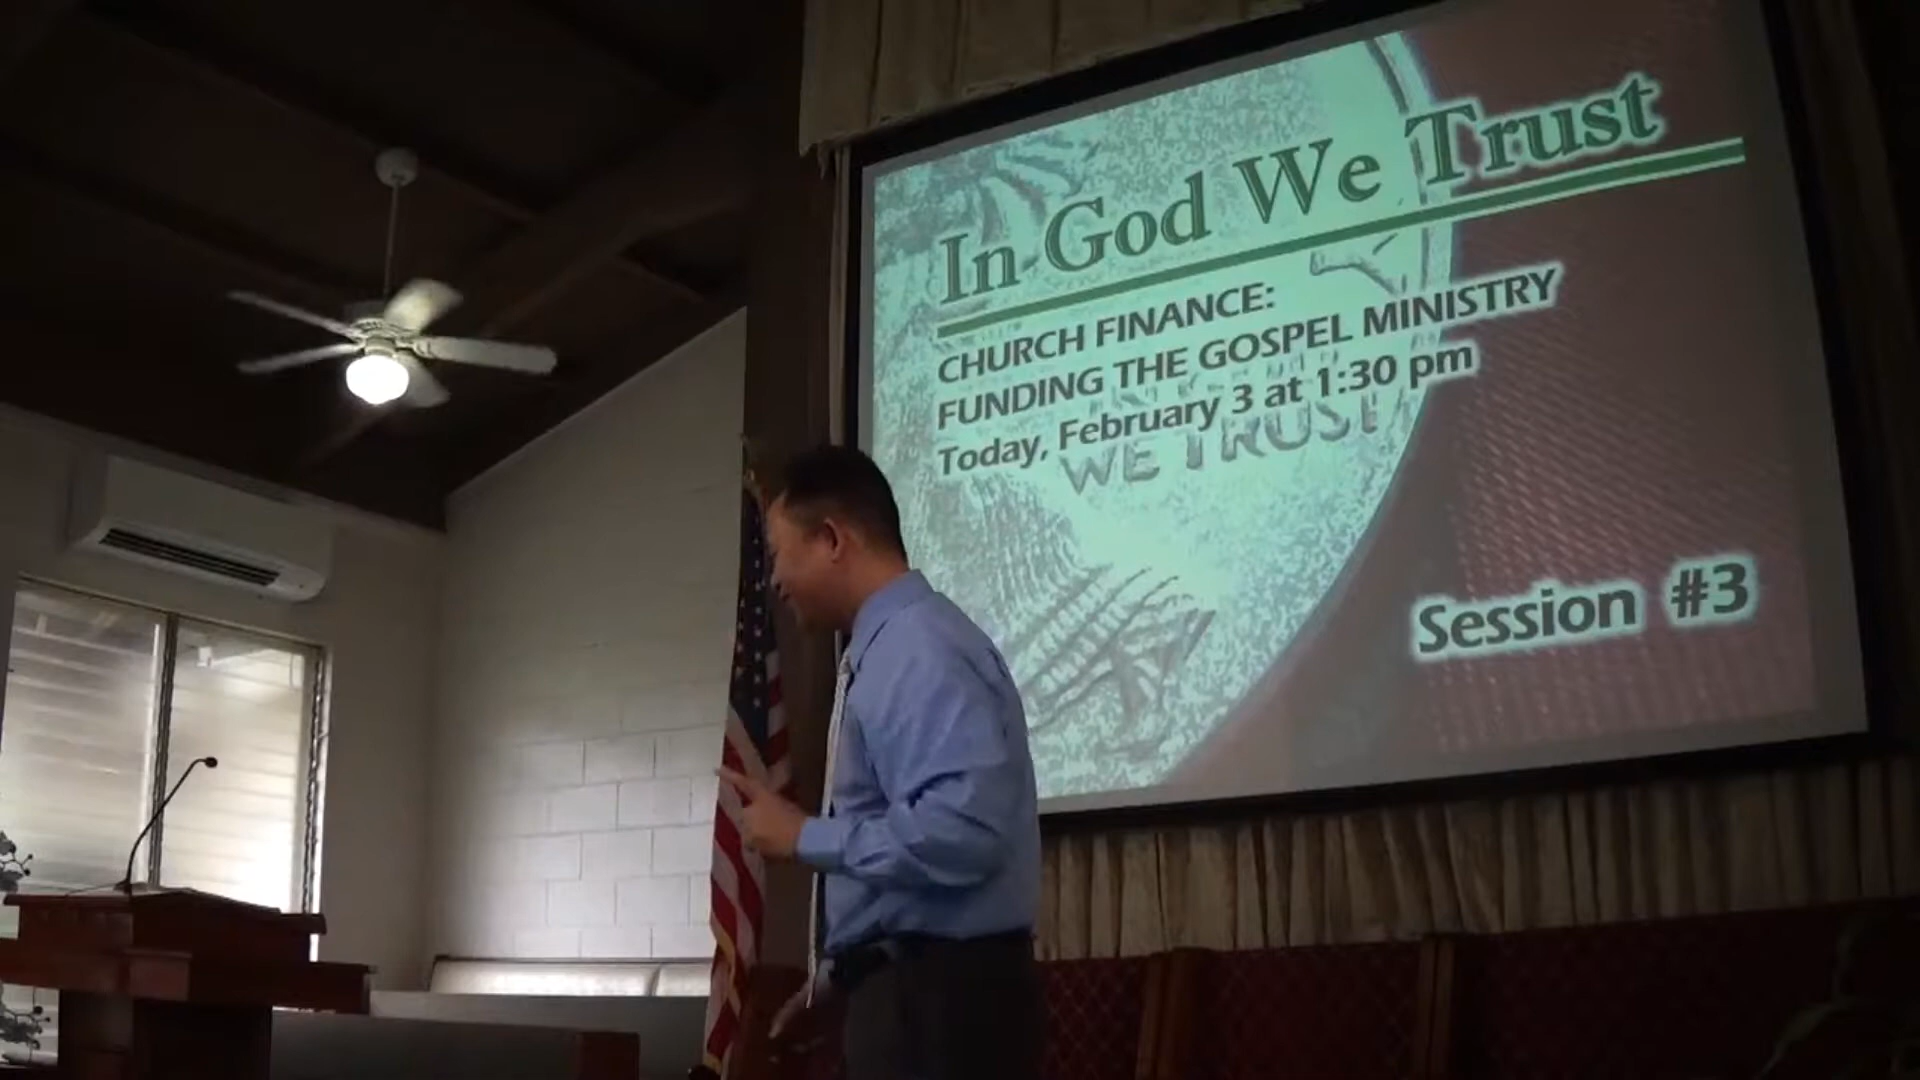 In God We Trust
CHURCH FINANCE:
FUNDING THE GOSPEL MINISTRY
Today, February 3 at 1:30 pm
WE TRUST
Session #3